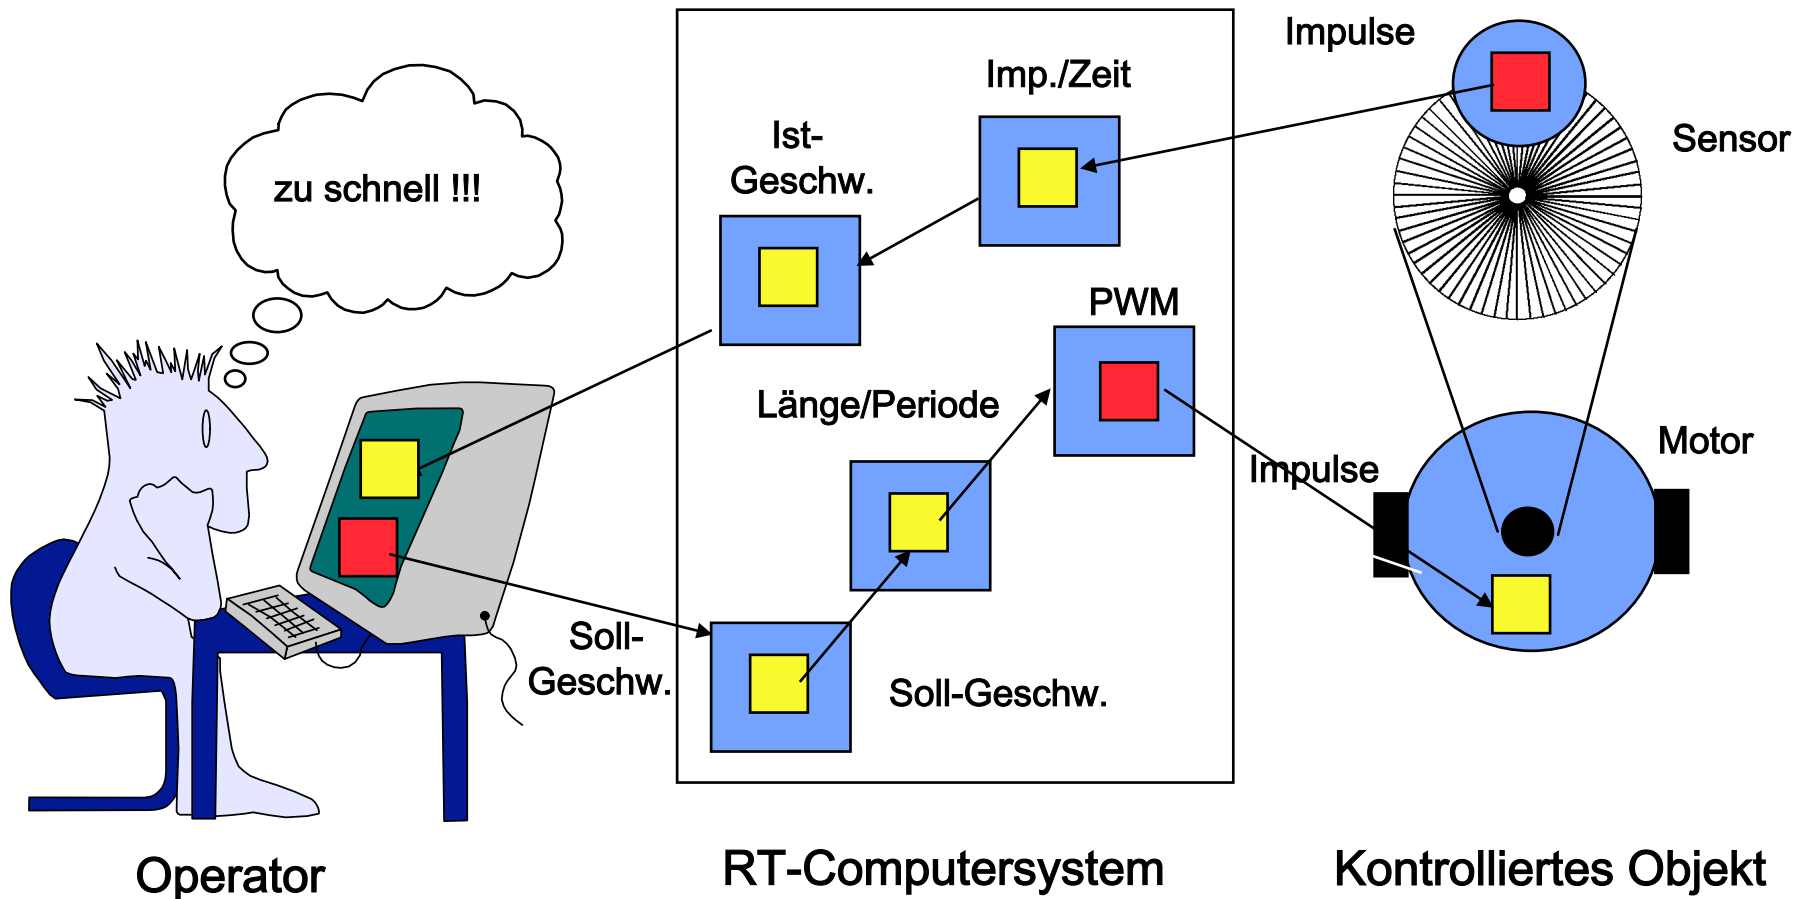 Impulse
Imp./Zeit
Ist-
Geschw.
Sensor
zu schnell !!!
PWM
Länge/Periode
Motor
Impulse
Soll-
Geschw.
Soll-Geschw.
Operator
RT-Computersystem
Kontrolliertes Objekt